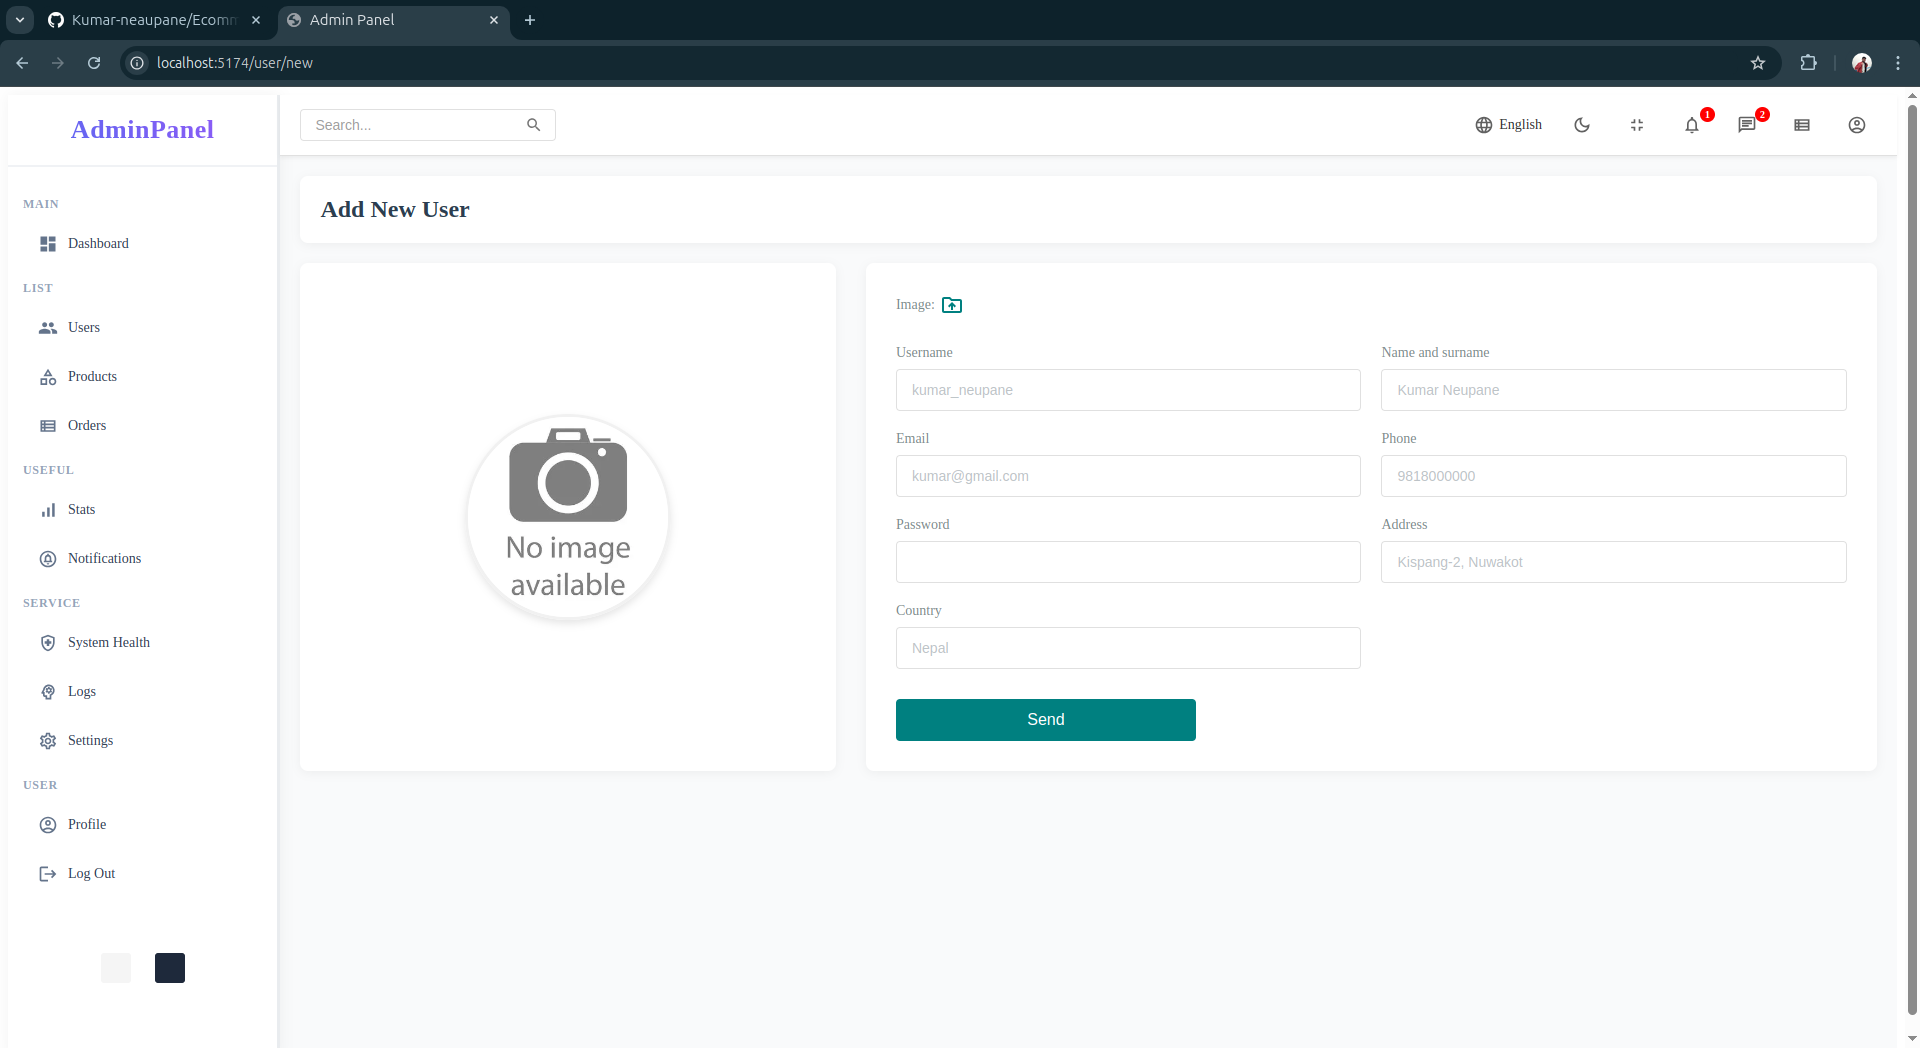 Kumar-neaupane/Ecomm
Admin Panel
localhost:5174/user/new
AdminPanel
Search...
English
1
2
MAIN
Dashboard
LIST
Users
Products
Orders
USEFUL
Stats
Notifications
SERVICE
System Health
Logs
Settings
USER
Profile
Log Out
Add New User
No image
available
Image:
Username
Name and surname
kumar_neupane
Kumar Neupane
Email
Phone
kumar@gmail.com
9818000000
Password
Address
Kispang-2, Nuwakot
Country
Nepal
Send